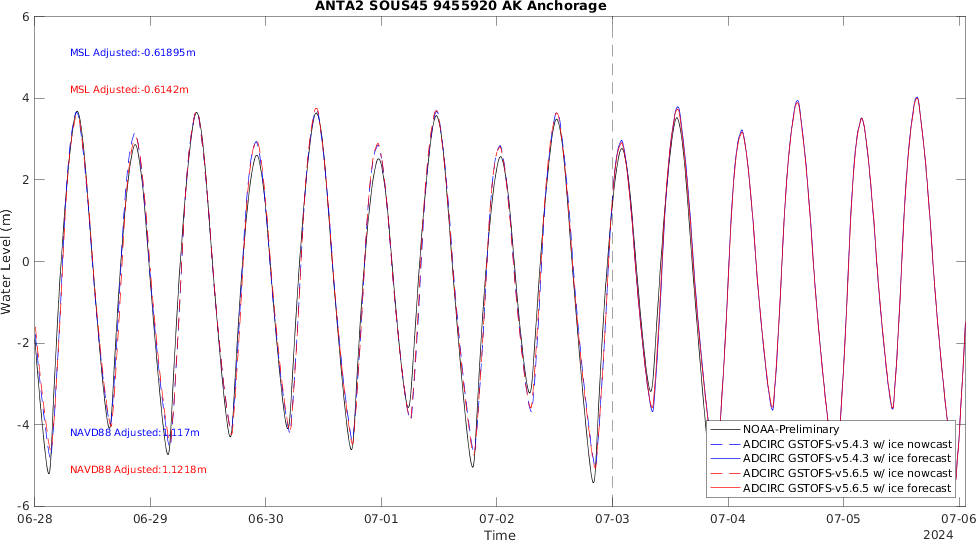 ANTA2 SOUS45 9455920 AK Anchorage
6
MSL Adjusted:-0.61895m
MSL Adjusted:-0.6142m
4
2
0
-2
-4
-6
Water Level (m)
NAVD88 Adjusted:1.117m
NAVD88 Adjusted:1.1218m
NOAA-Preliminary
ADCIRC GSTOFS-v5.4.3 w/ ice nowcast
ADCIRC GSTOFS-v5.4.3 w/ ice forecast
ADCIRC GSTOFS-v5.6.5 w/ ice nowcast
ADCIRC GSTOFS-v5.6.5 w/ ice forecast
06-28 06-29 06-30 07-01 07-02 07-03 07-04 07-05 07-06
Time
2024